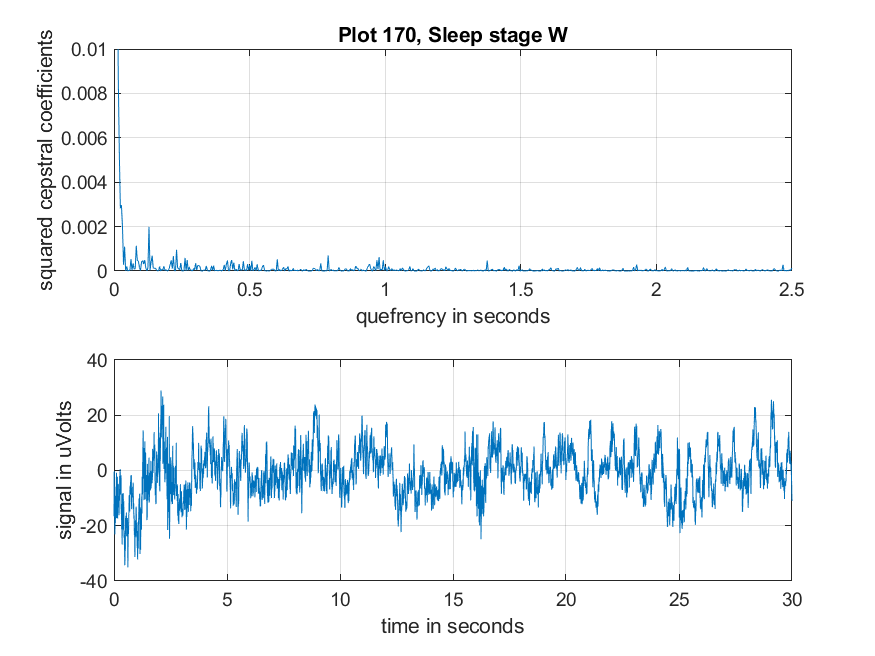 Plot 170, Sleep stage W
squared cepstral coefficients
0.01
0.008
0.006
0.004
0.002
0
0 0.5 1 1.5 2 2.5
quefrency in seconds
signal in uVolts
40
20
0
-20
-40
0 5 10 15 20 25 30
time in seconds